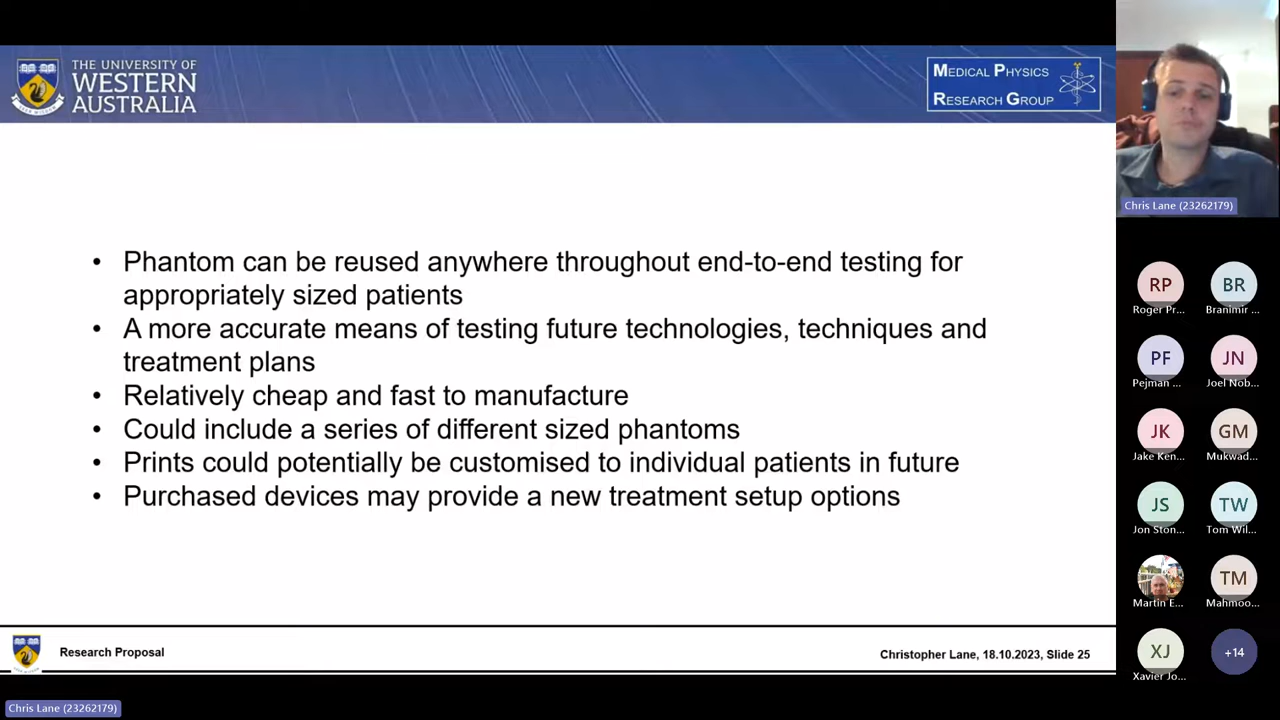 THE UNIVERSITY OF
WESTERN
AUSTRALIA
MEDICAL PHYSICS
RESEARCH GROUP
• Phantom can be reused anywhere throughout end-to-end testing for
appropriately sized patients
• A more accurate means of testing future technologies, techniques and
treatment plans
• Relatively cheap and fast to manufacture
• Could include a series of different sized phantoms
• Prints could potentially be customised to individual patients in future
• Purchased devices may provide a new treatment setup options
Research Proposal
Christopher Lane, 18.10.2023, Slide 25
Chris Lane (23262179)
Chris Lane (23262179)
RP
Roger Pr...
BR
Branimir ...
PF
Pejman ...
JN
Joel Nob...
JK
Jake Ken...
GM
Mukwad...
JS
Jon Ston...
TW
Tom Wil...
Martin E...
TM
Mahmoo...
XJ
Xavier Jo...
+14